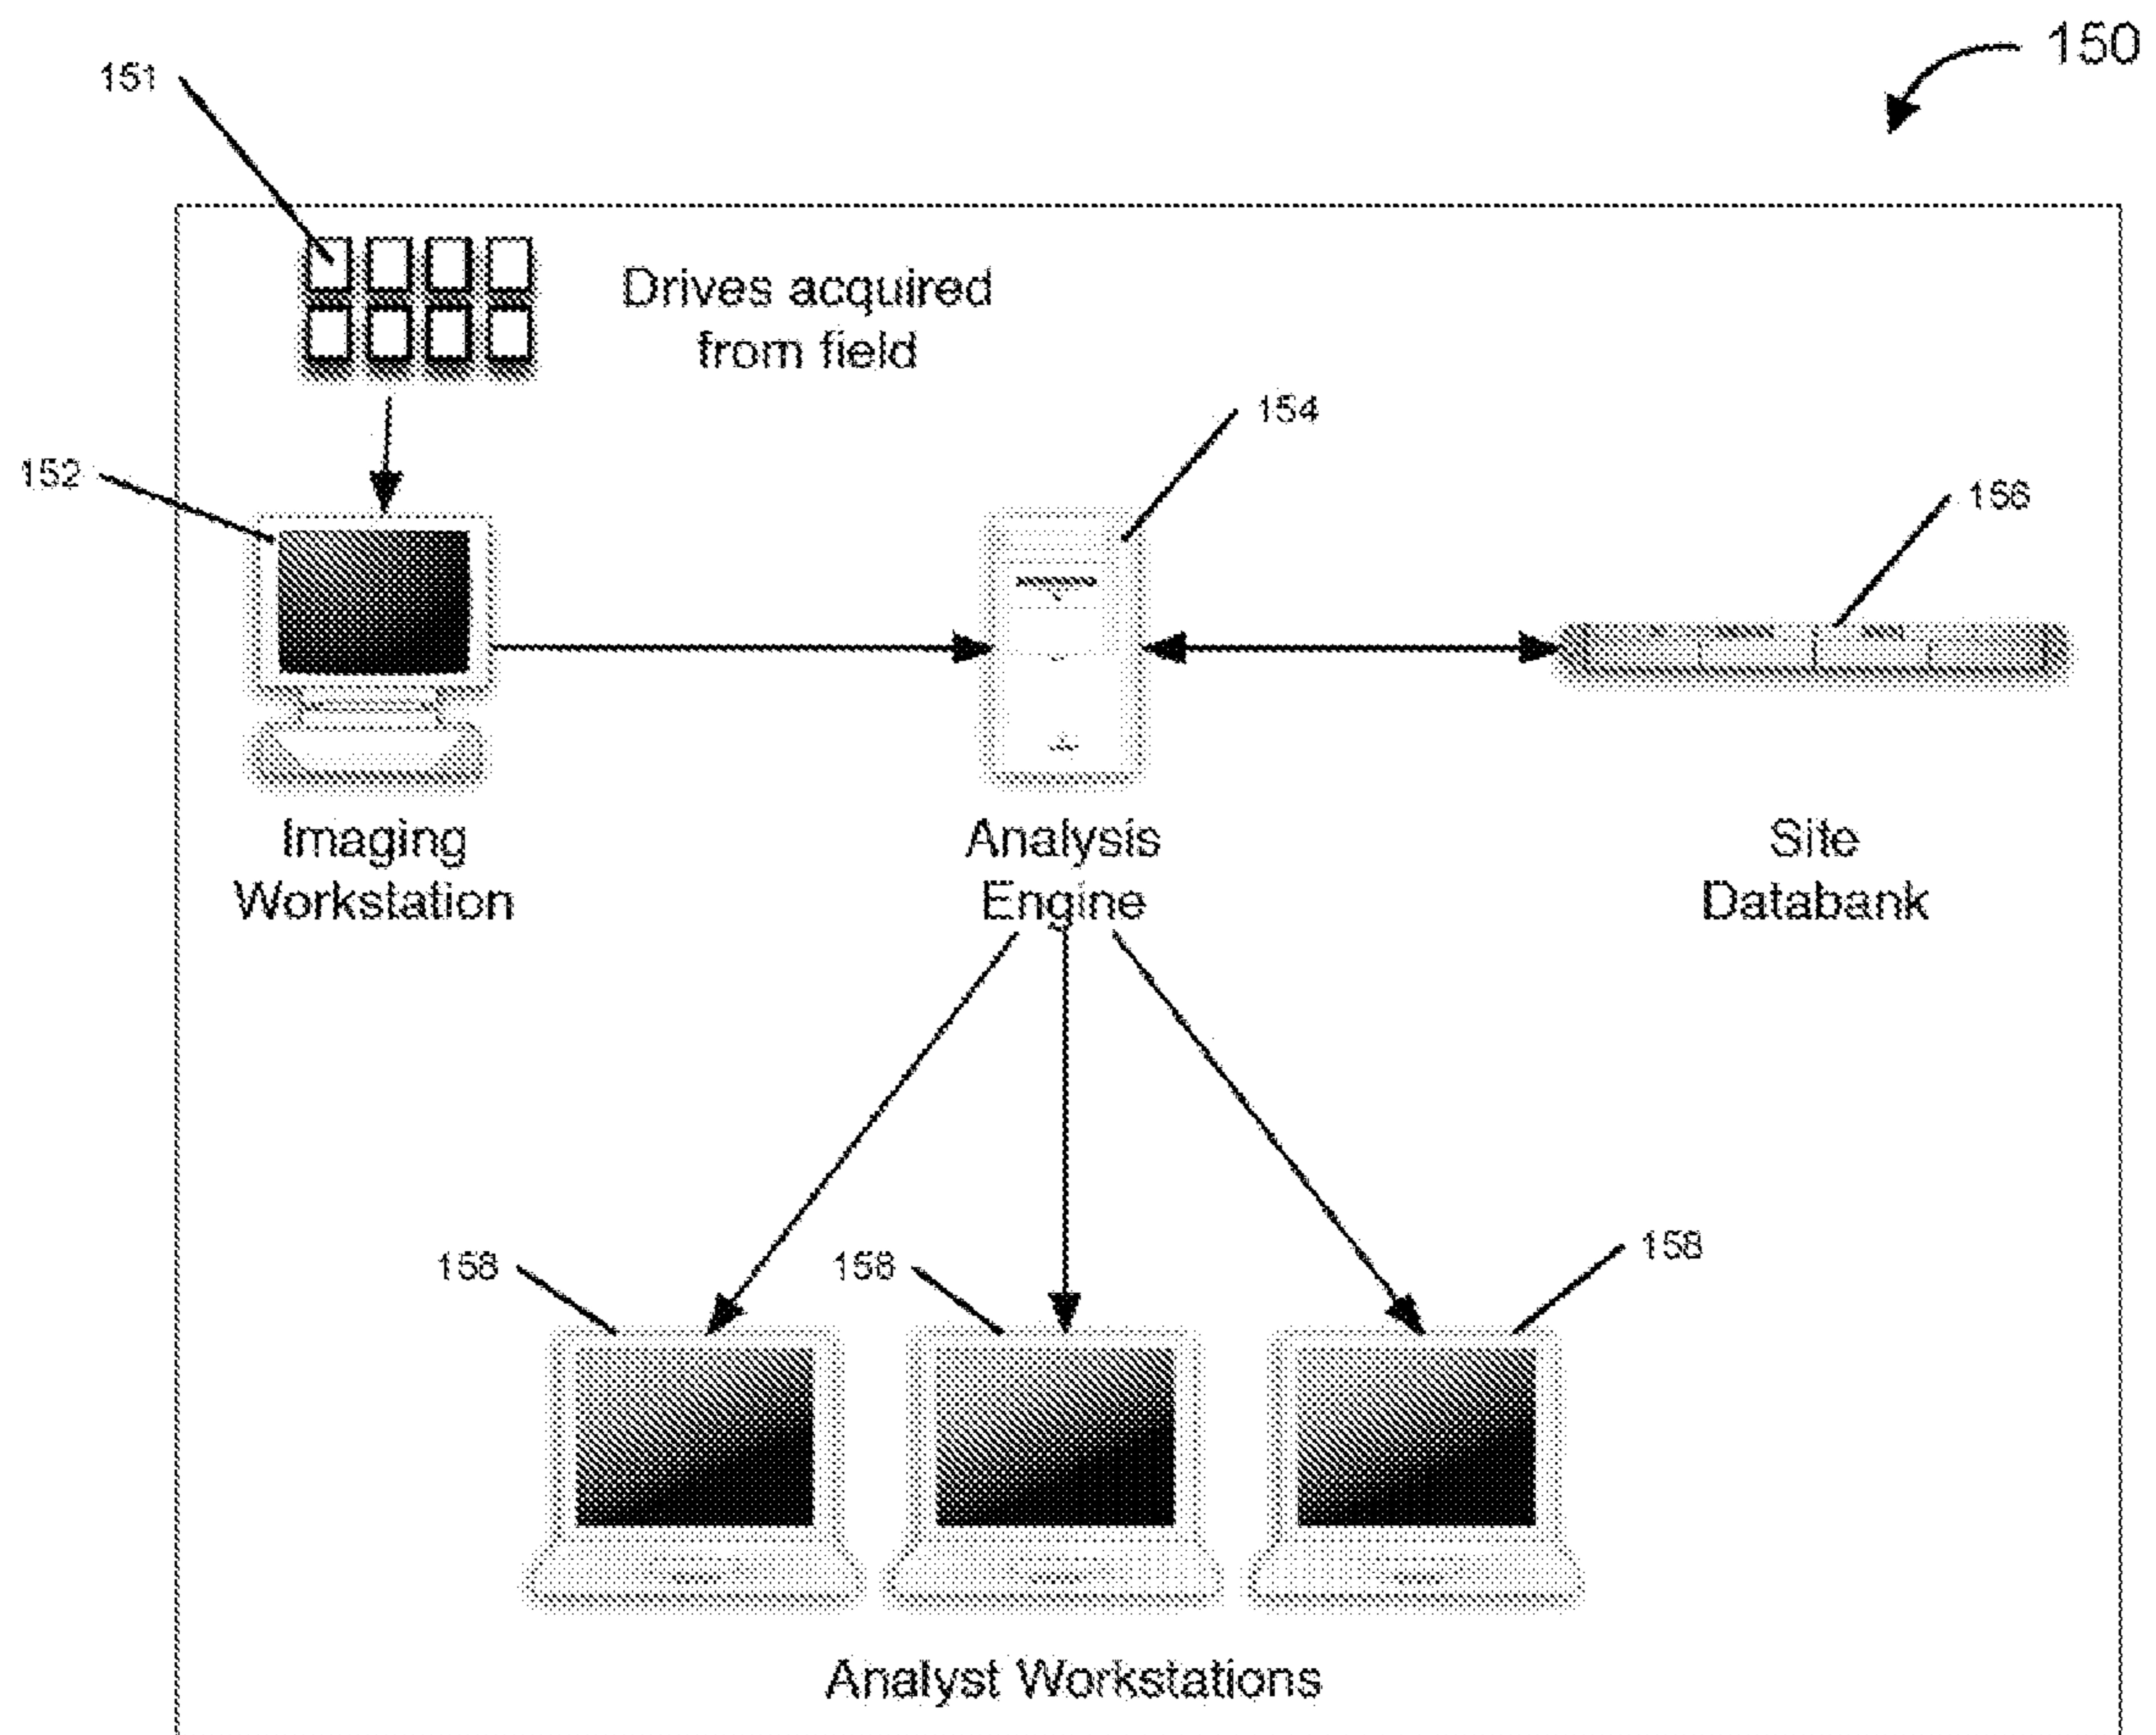 150
151
Drives acquired
from field
154
152
156
Imaging
Workstation
Analysis
Engine
Site
Databank
158
158
158
Analyst Workstations